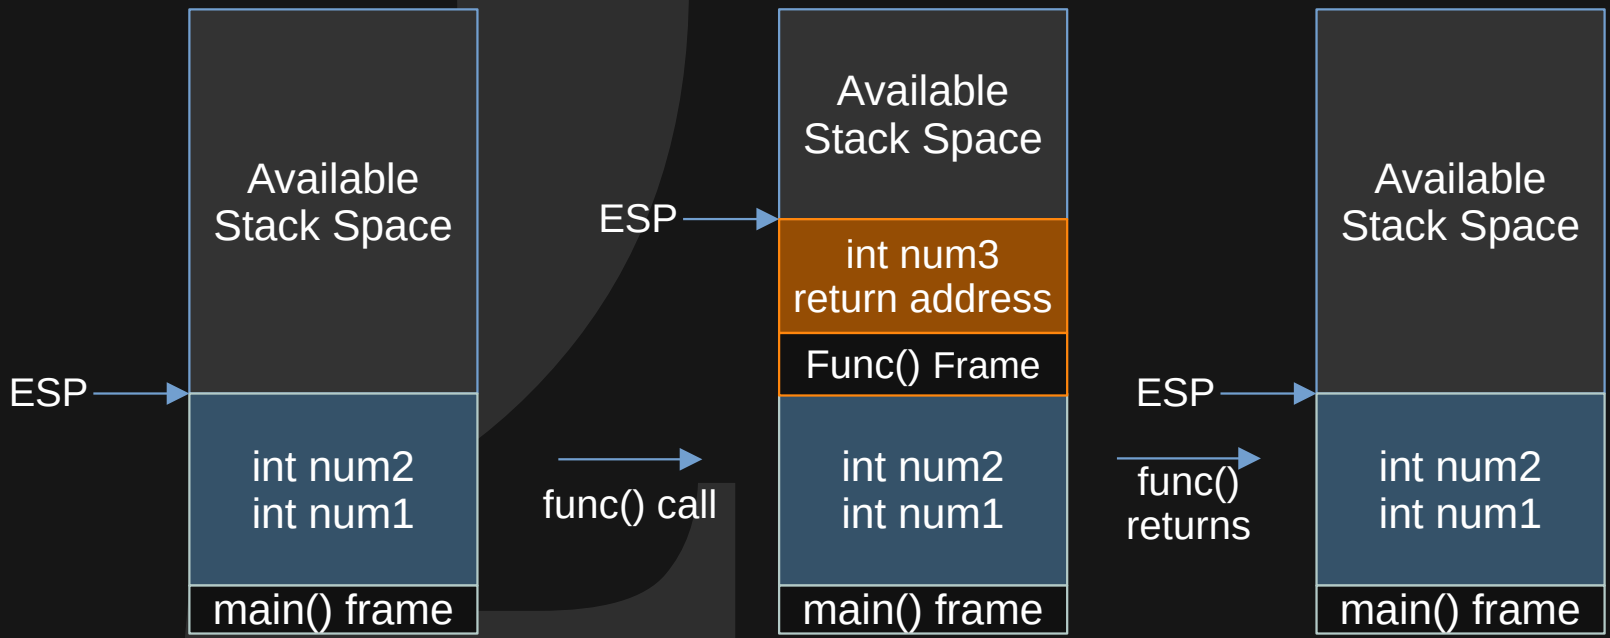 Available
Stack Space
ESP
int num2
int num1
main() frame
func() call
Available
Stack Space
ESP
int num3
return address
Func() Frame
int num2
int num1
main() frame
func()
returns
Available
Stack Space
ESP
int num2
int num1
main() frame